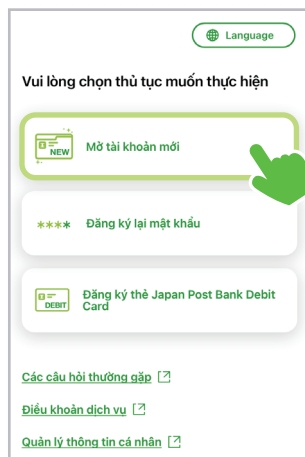 Language
Vui lòng chọn thủ tục muốn thực hiện
NEW
Mở tài khoản mới
****
Đăng ký lại mật khẩu
DEBIT
Đăng ký thẻ Japan Post Bank Debit
Card
Các câu hỏi thường gặp
Điều khoản dịch vụ
Quản lý thông tin cá nhân